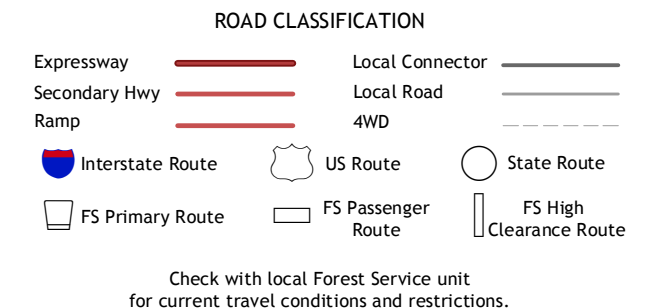 ROAD CLASSIFICATION
Expressway
Local Connector
Secondary Hwy
Local Road
Ramp
4WD
Interstate Route
US Route
State Route
FS Primary Route
FS Passenger
Route
FS High
Clearance Route
Check with local Forest Service unit
for current travel conditions and restrictions.